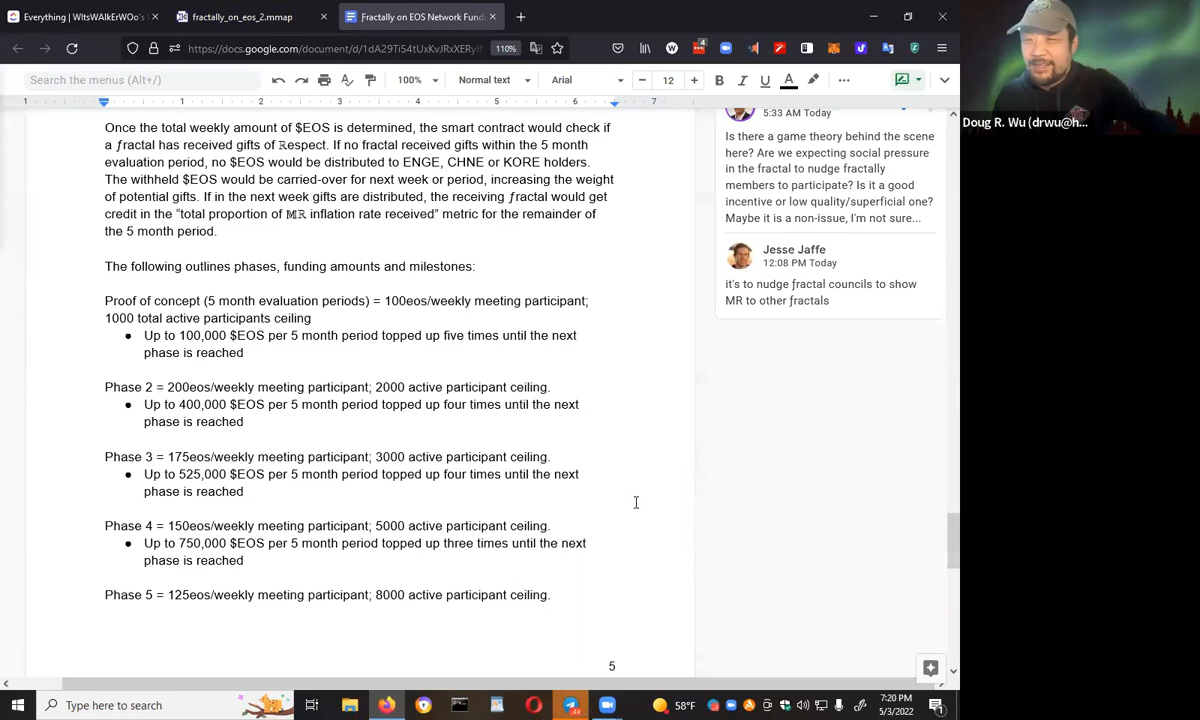 Everything | WItsWAlkErWOo's
fractally_on_eos_2.mmap
Ƒractally on EOS Network Fundi
https://docs.google.com/document/d/1dA29Ti54tUxKvJRxXERyI
110%
4
Search the menus (Alt+/)
100%
Normal text
Arial
12
B I U A
1 1 2 3 4 5 6 7
Once the total weekly amount of $EOS is determined, the smart contract would check if
a ƒractal has received gifts of ℝespect. If no fractal received gifts within the 5 month
evaluation period, no $EOS would be distributed to ENGE, CHNE or KORE holders.
The withheld $EOS would be carried-over for next week or period, increasing the weight
of potential gifts. If in the next week gifts are distributed, the receiving ƒractal would get
credit in the “total proportion of 𝕄ℝ inflation rate received” metric for the remainder of
the 5 month period.
The following outlines phases, funding amounts and milestones:
Proof of concept (5 month evaluation periods) = 100eos/weekly meeting participant;
1000 total active participants ceiling
● Up to 100,000 $EOS per 5 month period topped up five times until the next
phase is reached
Phase 2 = 200eos/weekly meeting participant; 2000 active participant ceiling.
● Up to 400,000 $EOS per 5 month period topped up four times until the next
phase is reached
Phase 3 = 175eos/weekly meeting participant; 3000 active participant ceiling.
● Up to 525,000 $EOS per 5 month period topped up four times until the next
phase is reached
Phase 4 = 150eos/weekly meeting participant; 5000 active participant ceiling.
● Up to 750,000 $EOS per 5 month period topped up three times until the next
phase is reached
Phase 5 = 125eos/weekly meeting participant; 8000 active participant ceiling.
5
5:33 AM Today
Is there a game theory behind the scene
here? Are we expecting social pressure
in the fractal to nudge fractally
members to participate? Is it a good
incentive or low quality/superficial one?
Maybe it is a non-issue, I'm not sure...
Jesse Jaffe
12:08 PM Today
it's to nudge ƒractal councils to show
MR to other ƒractals
Doug R. Wu (drwu@h...
Type here to search
58°F
7:20 PM
5/3/2022